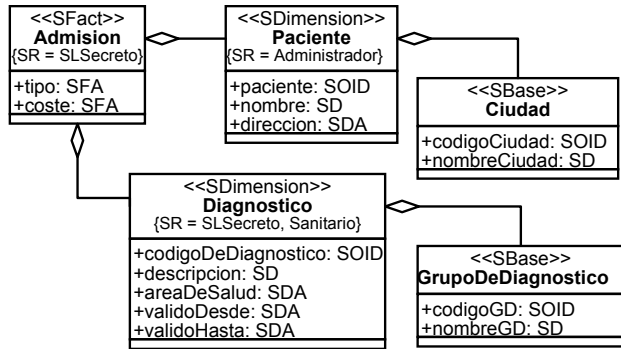 <<SFact>>
Admision
{SR = SLSecreto}
+tipo: SFA
+coste: SFA
<<SDimension>>
Paciente
{SR = Administrador}
+paciente: SOID
+nombre: SD
+direccion: SDA
<<SBase>>
Ciudad
+codigoCiudad: SOID
+nombreCiudad: SD
<<SDimension>>
Diagnostico
{SR = SLSecreto, Sanitario}
+codigoDeDiagnostico: SOID
+descripcion: SD
+areaDeSalud: SDA
+validoDesde: SDA
+validoHasta: SDA
<<SBase>>
GrupoDeDiagnostico
+codigoGD: SOID
+nombreGD: SD